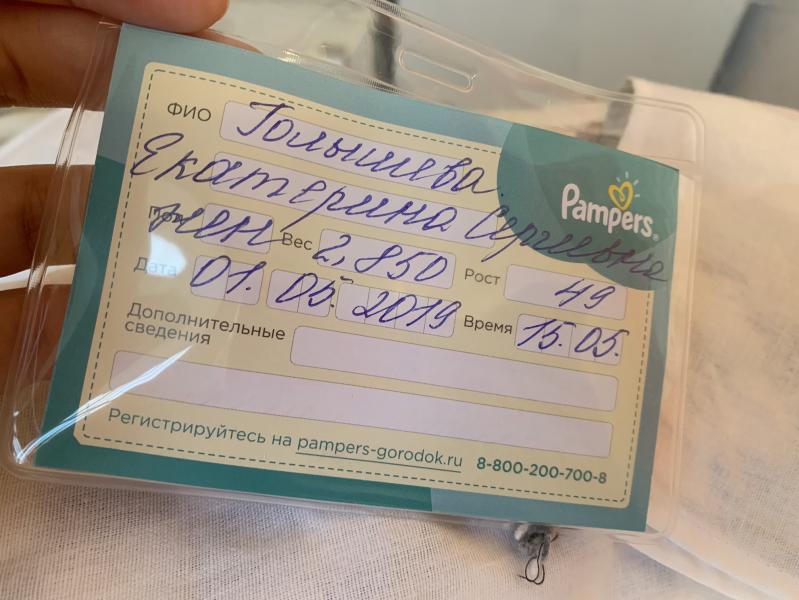 ФИО Голышева
Екатерина Сергеевна
Pampers
Пол жен Вес 2,850 Рост 49
Дата 01. 05. 2019 Время 15.05.
Дополнительные
сведения
Регистрируйтесь на pampers-gorodok.ru 8-800-200-700-8